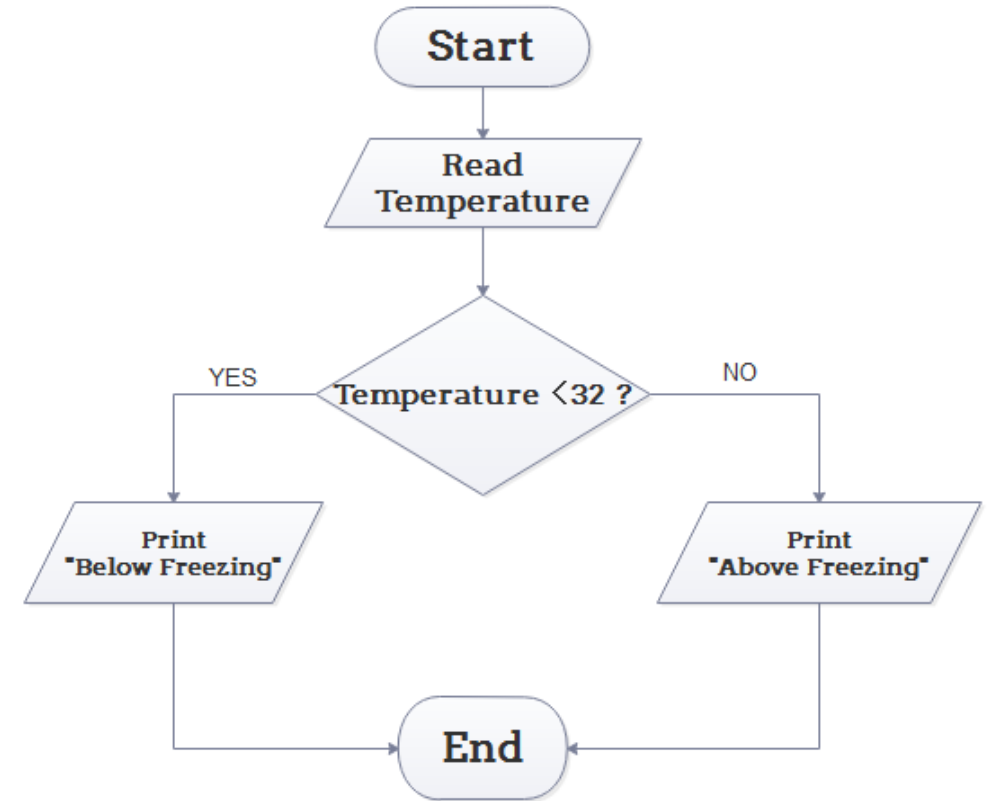 Start
Read
Temperature
YES
Temperature <32 ?
NO
Print
"Below Freezing"
Print
"Above Freezing"
End